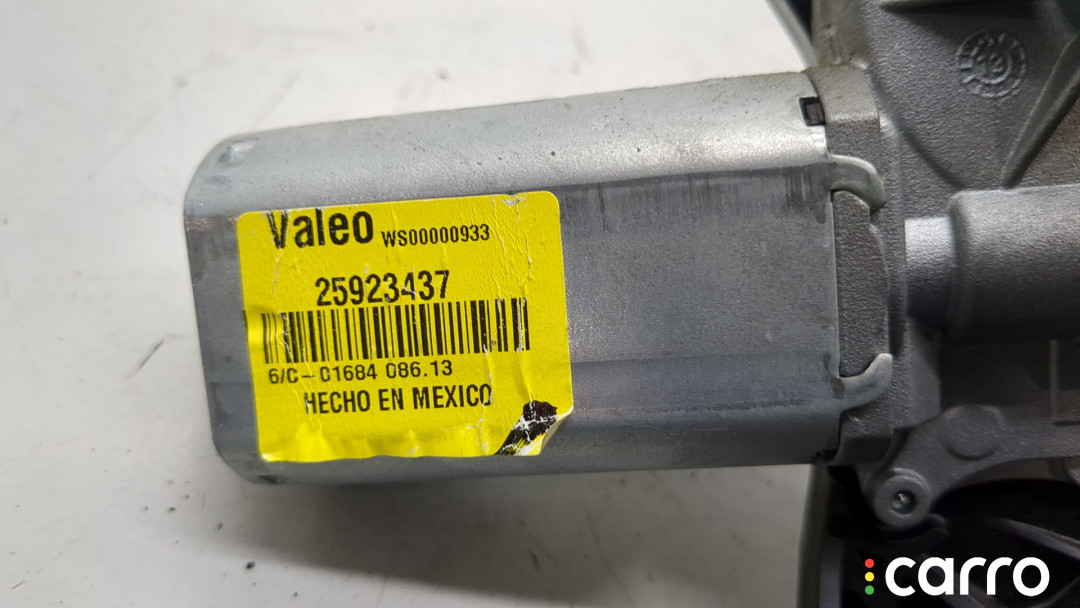 Valeo WS00000933
25923437
6/C-01684 086.13
HECHO EN MEXICO
carro